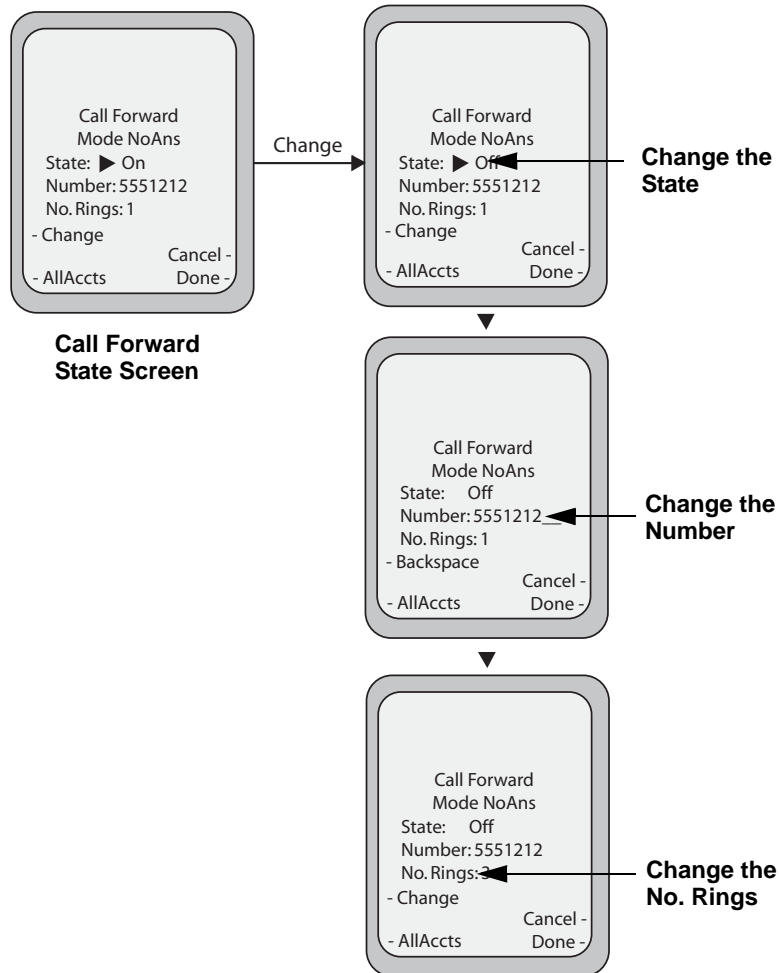 Call Forward
Mode NoAns
State: ▶ On
Number: 5551212
No. Rings: 1
- Change
Cancel -
- AllAccts Done -
Call Forward
State Screen
Change
Call Forward
Mode NoAns
State: ▶ Off
Number: 5551212
No. Rings: 1
- Change
Cancel -
- AllAccts Done -
Change the
State
Call Forward
Mode NoAns
State: Off
Number: 5551212__
No. Rings: 1
- Backspace
Cancel -
- AllAccts Done -
Change the
Number
Call Forward
Mode NoAns
State: Off
Number: 5551212
No. Rings: 3
- Change
Cancel -
- AllAccts Done -
Change the
No. Rings